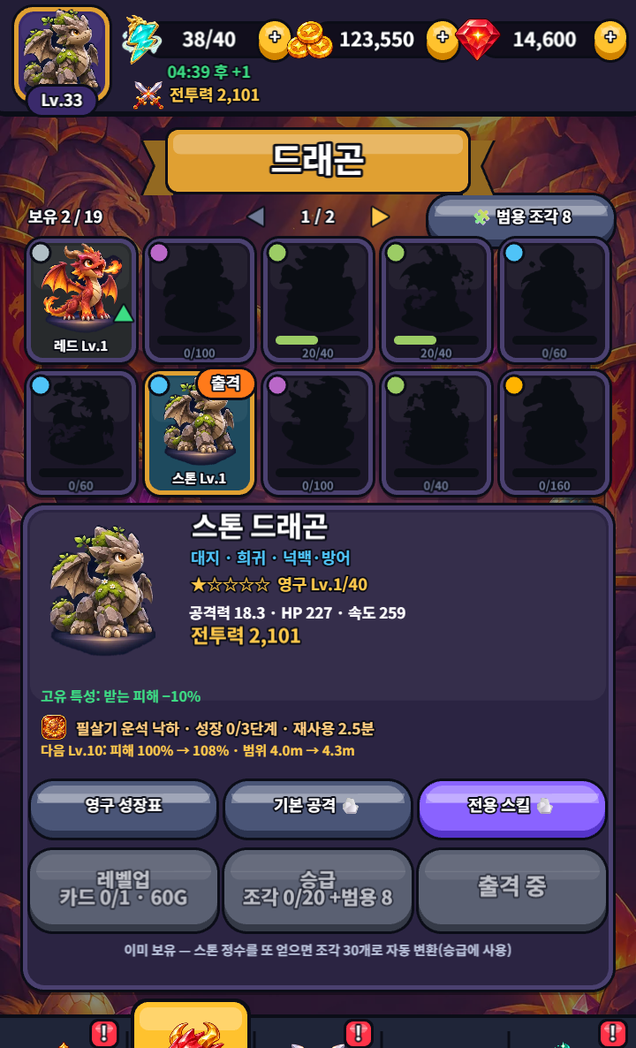 38/40
123,550
14,600
04:39 후 +1
전투력 2,101
Lv.33
드래곤
보유 2 / 19
1 / 2
범용 조각 8
레드 Lv.1
0/100
20/40
20/40
0/60
출격
0/60
스톤 Lv.1
0/100
0/40
0/160
스톤 드래곤
대지 · 희귀 · 넉백·방어
★☆☆☆☆ 영구 Lv.1/40
공격력 18.3 · HP 227 · 속도 259
전투력 2,101
고유 특성: 받는 피해 −10%
필살기 운석 낙하 · 성장 0/3단계 · 재사용 2.5분
다음 Lv.10: 피해 100% → 108% · 범위 4.0m → 4.3m
영구 성장표
기본 공격
전용 스킬
레벨업
카드 0/1 · 60G
승급
조각 0/20 +범용 8
출격 중
이미 보유 — 스톤 정수를 또 얻으면 조각 30개로 자동 변환(승급에 사용)